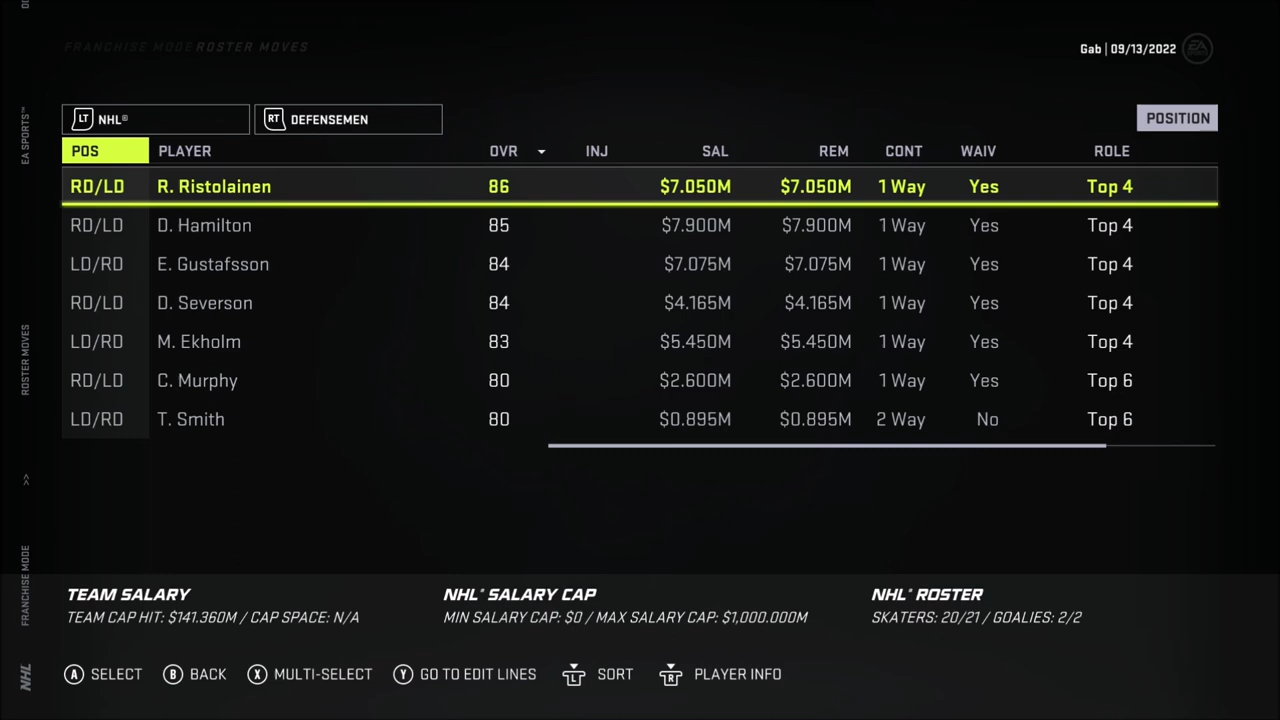 FRANCHISE MODE ROSTER MOVES
Gab | 09/13/2022
EA SPORTS
LT NHL® RT DEFENSEMEN POSITION
POS PLAYER OVR INJ SAL REM CONT WAIV ROLE
RD/LD R. Ristolainen 86 $7.050M $7.050M 1 Way Yes Top 4
RD/LD D. Hamilton 85 $7.900M $7.900M 1 Way Yes Top 4
LD/RD E. Gustafsson 84 $7.075M $7.075M 1 Way Yes Top 4
RD/LD D. Severson 84 $4.165M $4.165M 1 Way Yes Top 4
LD/RD M. Ekholm 83 $5.450M $5.450M 1 Way Yes Top 4
RD/LD C. Murphy 80 $2.600M $2.600M 1 Way Yes Top 6
LD/RD T. Smith 80 $0.895M $0.895M 2 Way No Top 6
TEAM SALARY
TEAM CAP HIT: $141.360M / CAP SPACE: N/A
NHL® SALARY CAP
MIN SALARY CAP: $0 / MAX SALARY CAP: $1,000.000M
NHL® ROSTER
SKATERS: 20/21 / GOALIES: 2/2
A SELECT B BACK X MULTI-SELECT Y GO TO EDIT LINES L SORT R PLAYER INFO
NHL FRANCHISE MODE >> ROSTER MOVES EA SPORTS™